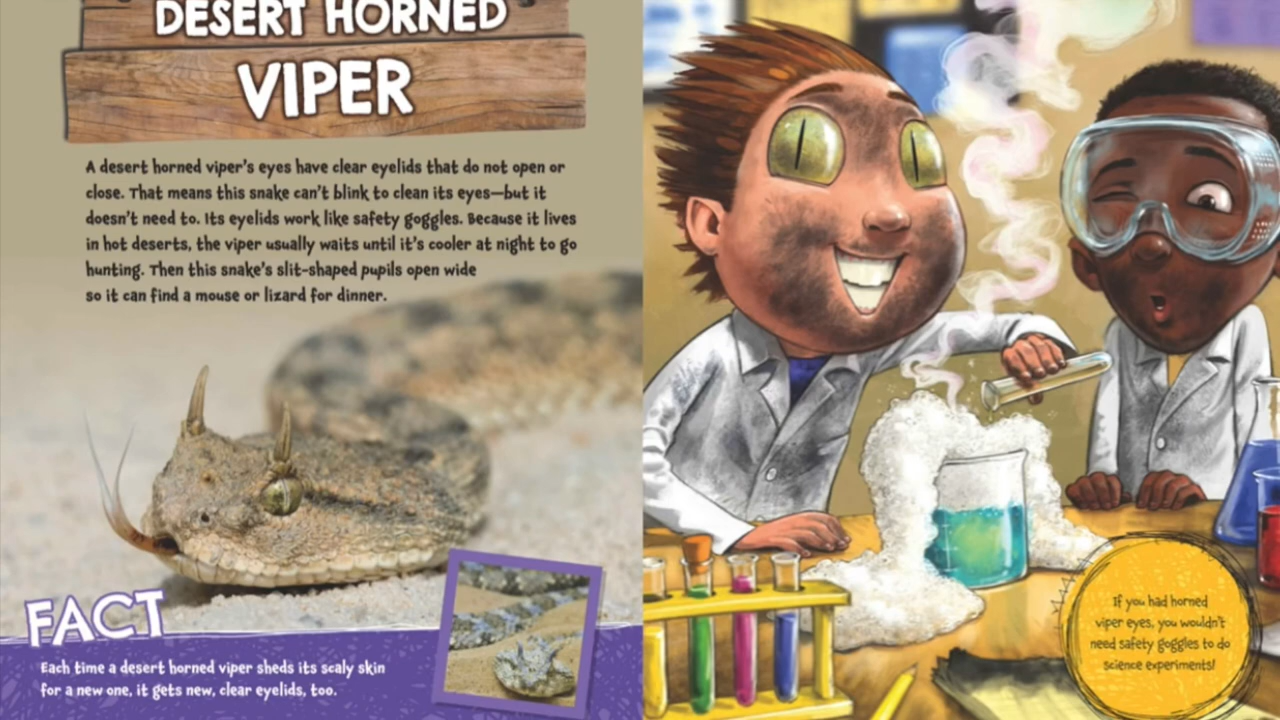 DESERT HORNED
VIPER
A desert horned viper's eyes have clear eyelids that do not open or
close. That means this snake can't blink to clean its eyes—but it
doesn't need to. Its eyelids work like safety goggles. Because it lives
in hot deserts, the viper usually waits until it's cooler at night to go
hunting. Then this snake's slit-shaped pupils open wide
so it can find a mouse or lizard for dinner.
FACT
Each time a desert horned viper sheds its scaly skin
for a new one, it gets new, clear eyelids, too.
If you had horned
viper eyes, you wouldn't
need safety goggles to do
science experiments!